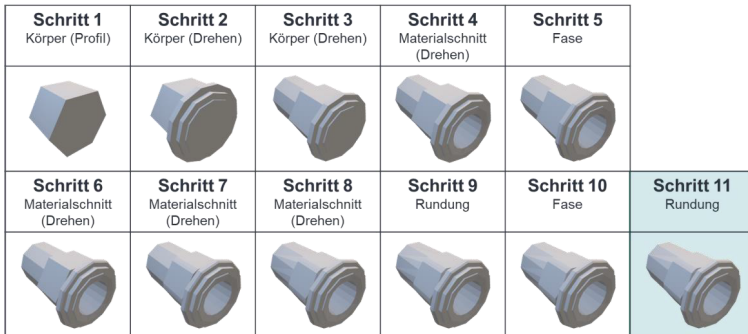 Schritt 1
Körper (Profil)
Schritt 2
Körper (Drehen)
Schritt 3
Körper (Drehen)
Schritt 4
Materialschnitt
(Drehen)
Schritt 5
Fase
Schritt 6
Materialschnitt
(Drehen)
Schritt 7
Materialschnitt
(Drehen)
Schritt 8
Materialschnitt
(Drehen)
Schritt 9
Rundung
Schritt 10
Fase
Schritt 11
Rundung